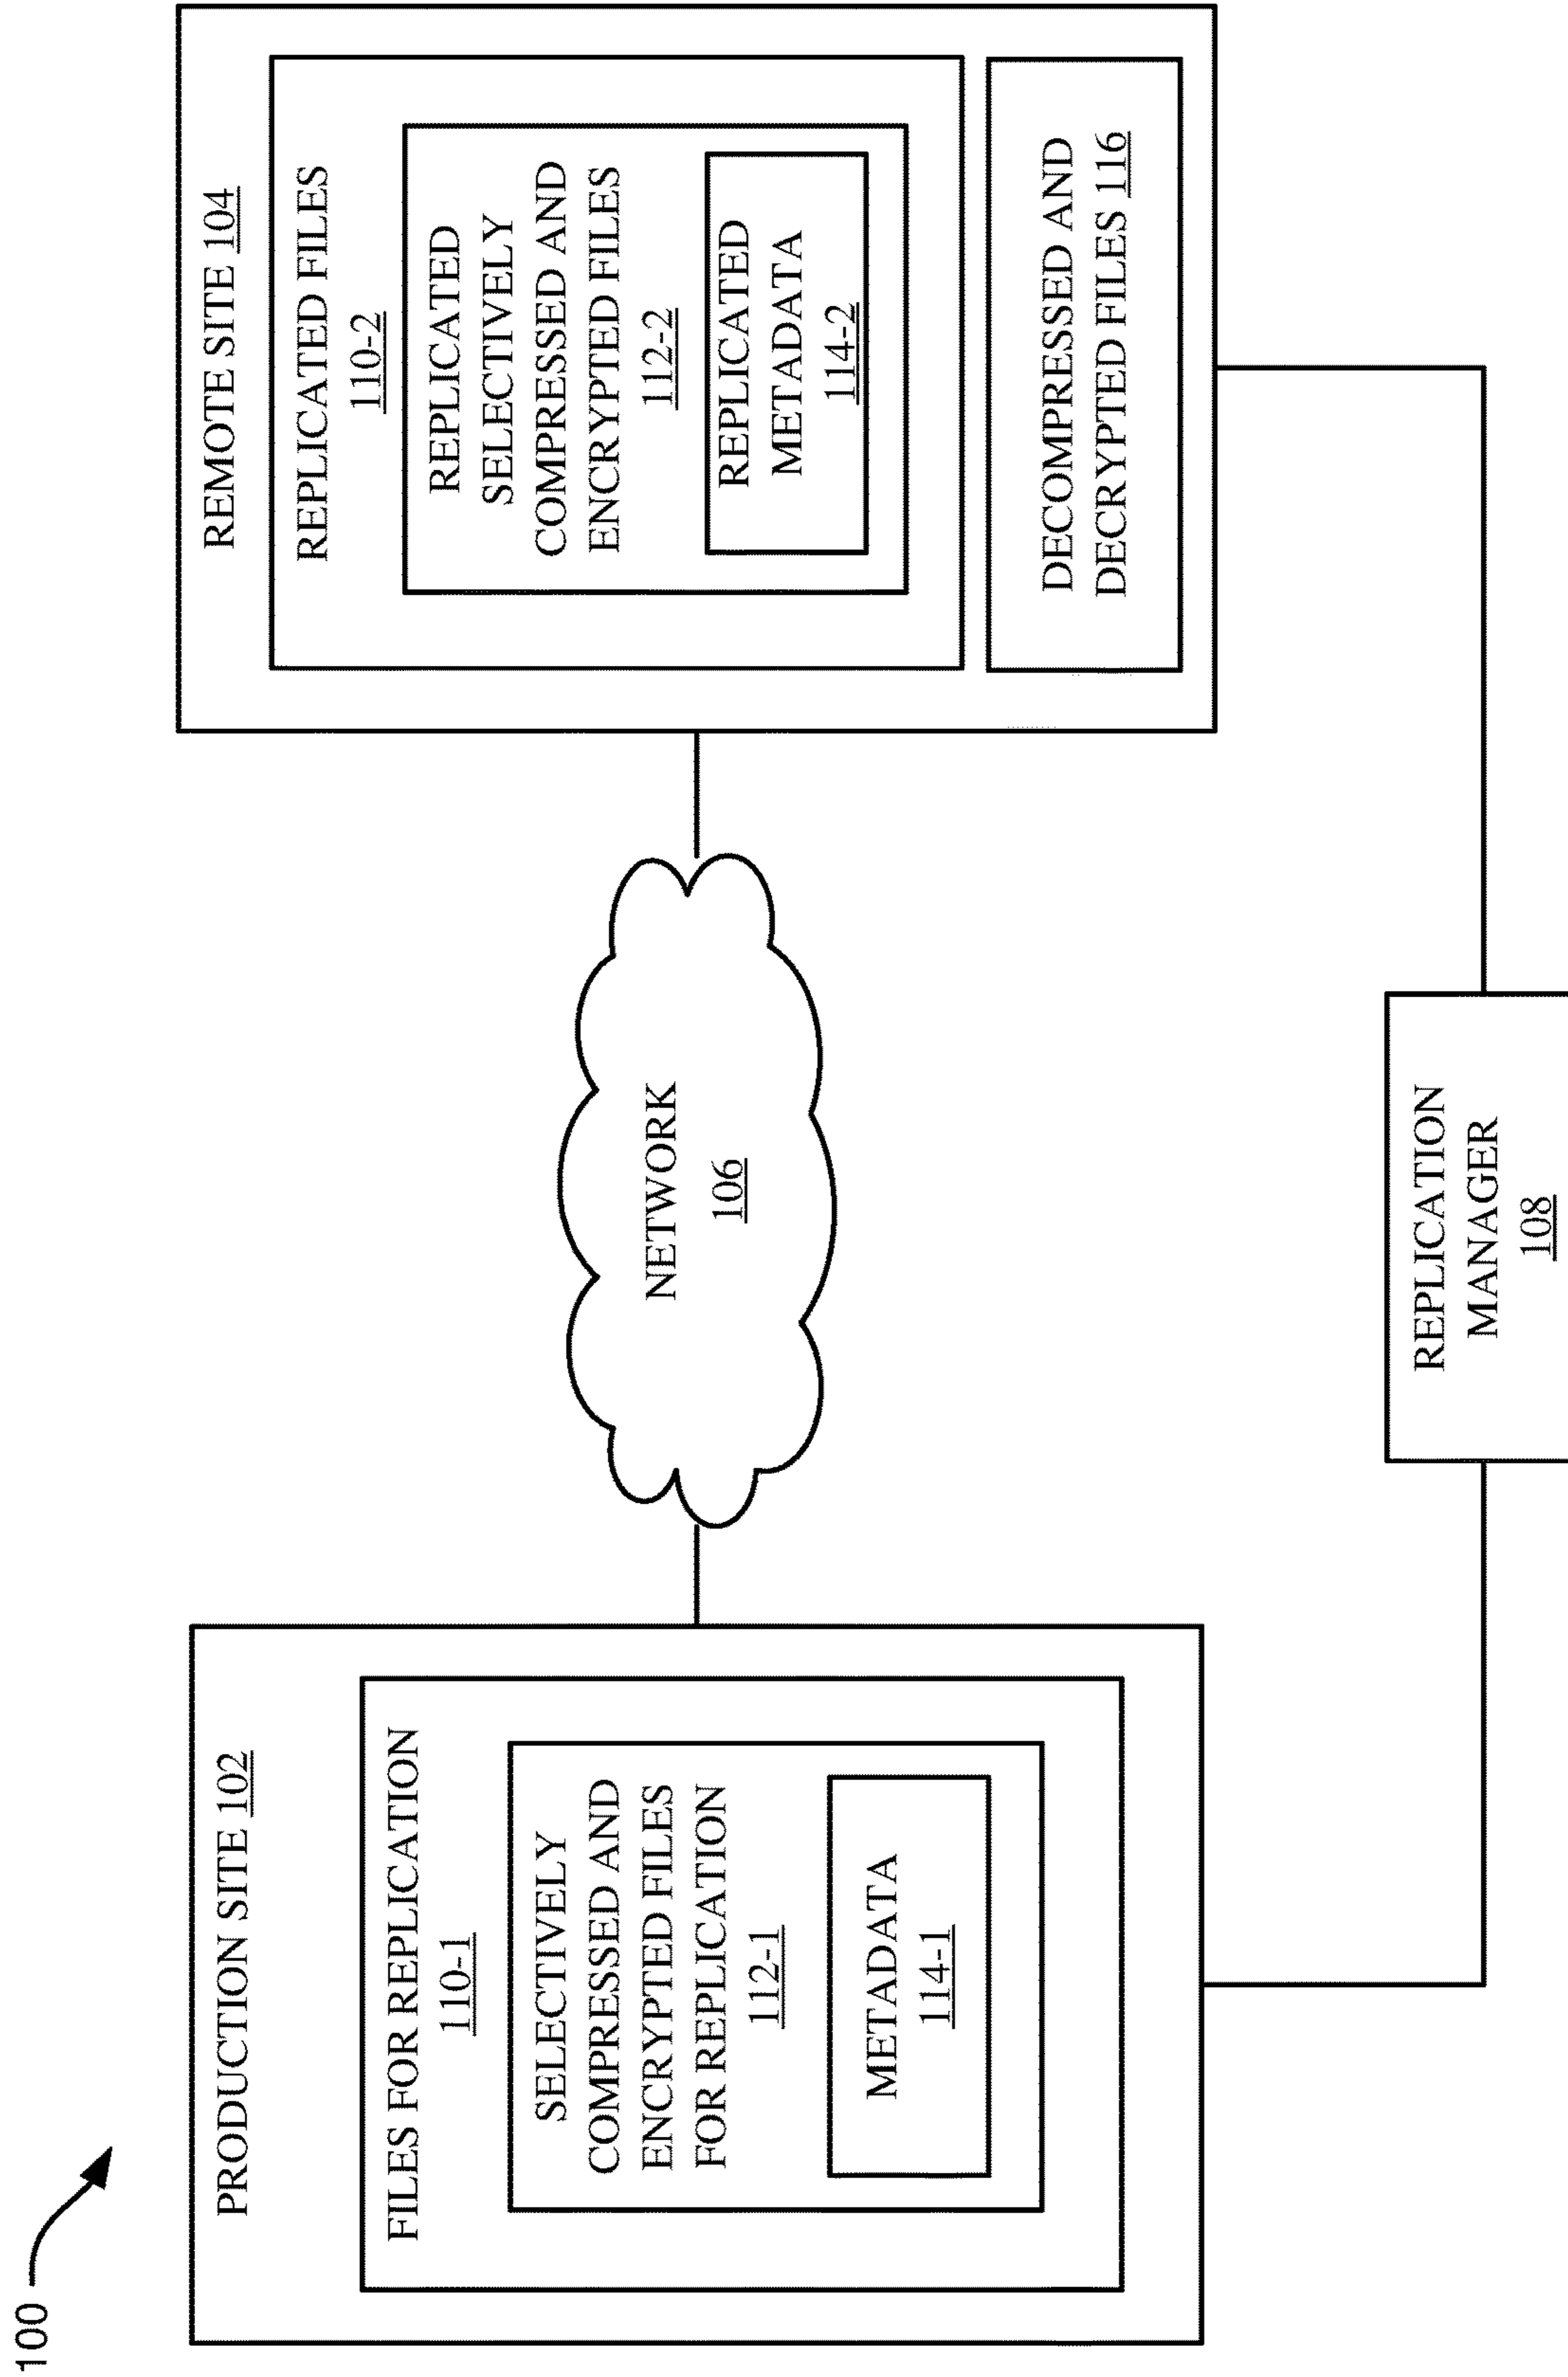 100
PRODUCTION SITE 102
FILES FOR REPLICATION
110-1
SELECTIVELY
COMPRESSED AND
ENCRYPTED FILES
FOR REPLICATION
112-1
METADATA
114-1
NETWORK
106
REMOTE SITE 104
REPLICATED FILES
110-2
REPLICATED
SELECTIVELY
COMPRESSED AND
ENCRYPTED FILES
112-2
REPLICATED
METADATA
114-2
DECOMPRESSED AND
DECRYPTED FILES 116
REPLICATION
MANAGER
108